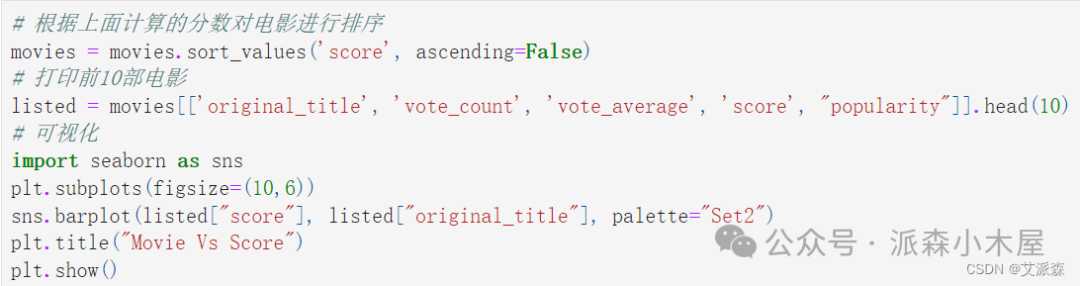 # 根据上面计算的分数对电影进行排序
movies = movies.sort_values('score', ascending=False)
# 打印前10部电影
listed = movies[['original_title', 'vote_count', 'vote_average', 'score', "popularity"]].head(10)
# 可视化
import seaborn as sns
plt.subplots(figsize=(10,6))
sns.barplot(listed["score"], listed["original_title"], palette="Set2")
plt.title("Movie Vs Score")
plt.show()
公众号 · 派森小木屋
CSDN @艾派森